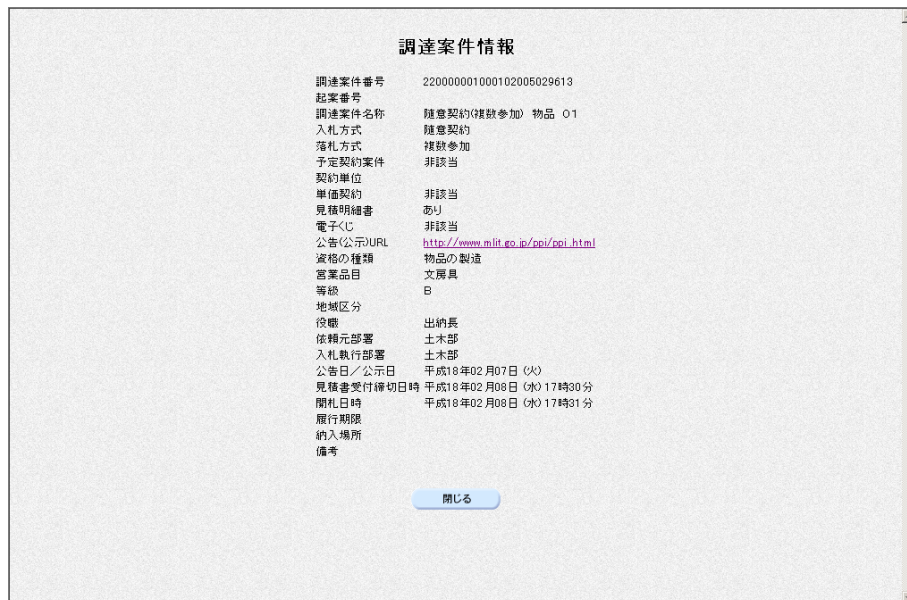 調達案件情報
調達案件番号 220000001000102005029613
起案番号
調達案件名称 随意契約(複数参加) 物品 01
入札方式 随意契約
落札方式 複数参加
予定契約案件 非該当
契約単位
単価契約 非該当
見積明細書 あり
電子くじ 非該当
公告(公示)URL http://www.mlit.go.jp/ppi/ppi.html
資格の種類 物品の製造
営業品目 文房具
等級 B
地域区分
役職 出納長
依頼元部署 土木部
入札執行部署 土木部
公告日/公示日 平成18年02月07日 (火)
見積書受付締切日時 平成18年02月08日 (水) 17時30分
開札日時 平成18年02月08日 (水) 17時31分
履行期限
納入場所
備考
閉じる